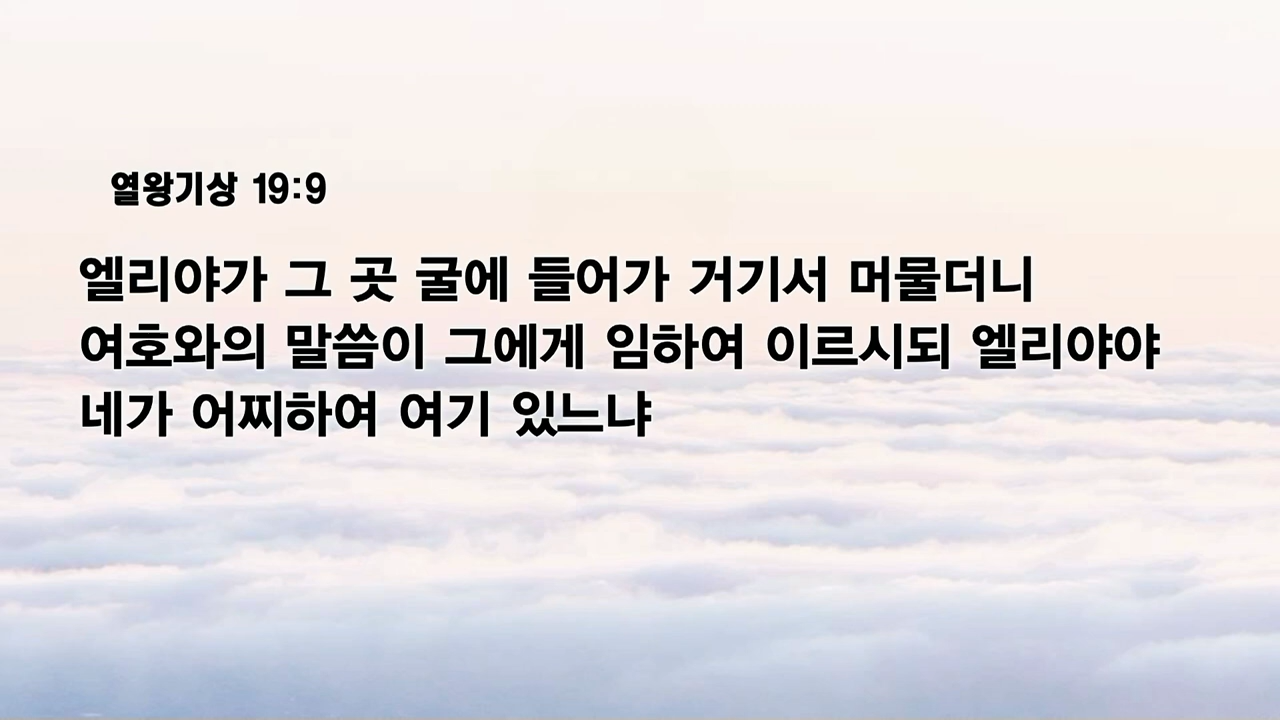 열왕기상 19:9
엘리야가 그 곳 굴에 들어가 거기서 머물더니
여호와의 말씀이 그에게 임하여 이르시되 엘리야야
네가 어찌하여 여기 있느냐